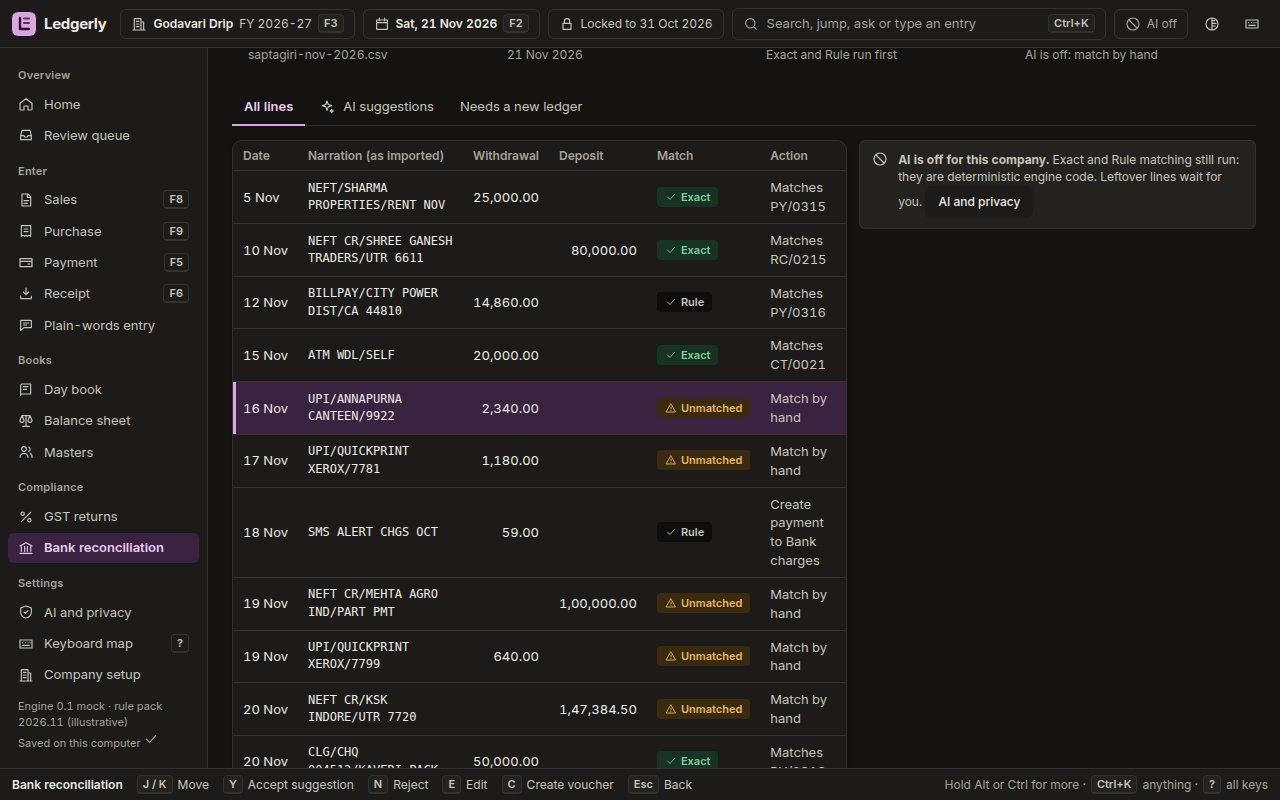 Ledgerly
Godavari Drip FY 2026-27 F3
Sat, 21 Nov 2026 F2
Locked to 31 Oct 2026
Search, jump, ask or type an entry Ctrl+K
AI off
Overview
Home
Review queue
Enter
Sales F8
Purchase F9
Payment F5
Receipt F6
Plain-words entry
Books
Day book
Balance sheet
Masters
Compliance
GST returns
Bank reconciliation
Settings
AI and privacy
Keyboard map ?
Company setup
Engine 0.1 mock · rule pack
2026.11 (illustrative)
Saved on this computer
saptagiri-nov-2026.csv 21 Nov 2026 Exact and Rule run first AI is off: match by hand
All lines AI suggestions Needs a new ledger
Date Narration (as imported) Withdrawal Deposit Match Action
5 Nov NEFT/SHARMA PROPERTIES/RENT NOV 25,000.00 Exact Matches PY/0315
10 Nov NEFT CR/SHREE GANESH TRADERS/UTR 6611 80,000.00 Exact Matches RC/0215
12 Nov BILLPAY/CITY POWER DIST/CA 44810 14,860.00 Rule Matches PY/0316
15 Nov ATM WDL/SELF 20,000.00 Exact Matches CT/0021
16 Nov UPI/ANNAPURNA CANTEEN/9922 2,340.00 Unmatched Match by hand
17 Nov UPI/QUICKPRINT XEROX/7781 1,180.00 Unmatched Match by hand
18 Nov SMS ALERT CHGS OCT 59.00 Rule Create payment to Bank charges
19 Nov NEFT CR/MEHTA AGRO IND/PART PMT 1,00,000.00 Unmatched Match by hand
19 Nov UPI/QUICKPRINT XEROX/7799 640.00 Unmatched Match by hand
20 Nov NEFT CR/KSK INDORE/UTR 7720 1,47,384.50 Unmatched Match by hand
20 Nov CLG/CHQ 50,000.00 Exact Matches
AI is off for this company. Exact and Rule matching still run:
they are deterministic engine code. Leftover lines wait for
you. AI and privacy
Bank reconciliation J / K Move Y Accept suggestion N Reject E Edit C Create voucher Esc Back
Hold Alt or Ctrl for more · Ctrl+K anything · ? all keys